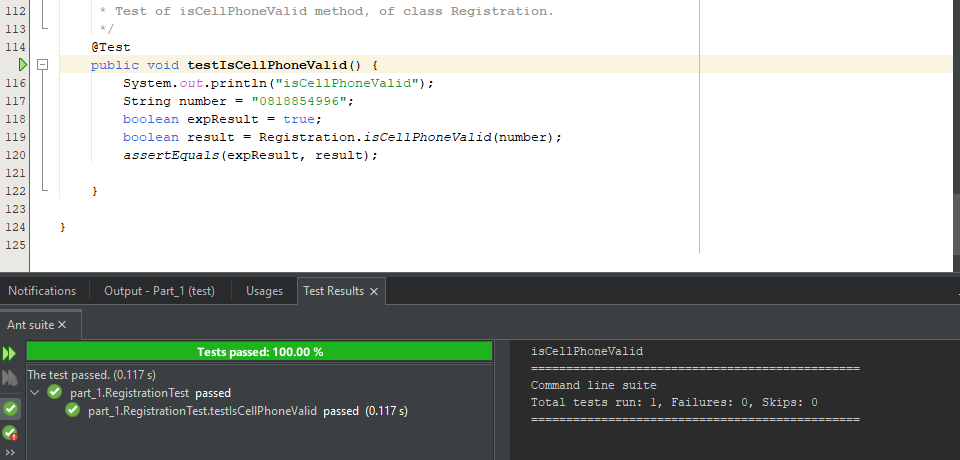 112 * Test of isCellPhoneValid method, of class Registration.
113 */
114 @Test
public void testIsCellPhoneValid() {
116 System.out.println("isCellPhoneValid");
117 String number = "0818854996";
118 boolean expResult = true;
119 boolean result = Registration.isCellPhoneValid(number);
120 assertEquals(expResult, result);
121
122 }
123
124 }
125
Notifications Output - Part_1 (test) Usages Test Results ×
Ant suite ×
Tests passed: 100.00 %
The test passed. (0.117 s)
part_1.RegistrationTest passed
part_1.RegistrationTest.testIsCellPhoneValid passed (0.117 s)
>>
isCellPhoneValid
===============================================
Command line suite
Total tests run: 1, Failures: 0, Skips: 0
===============================================